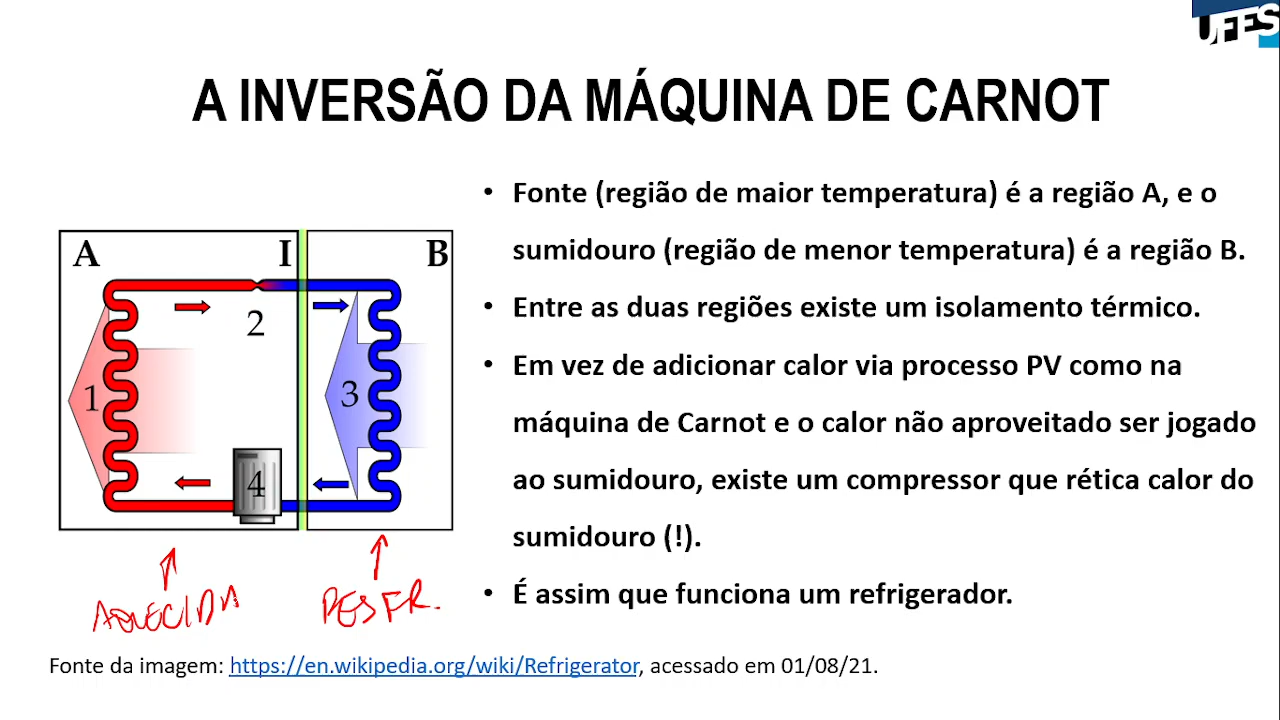 UFES
A INVERSÃO DA MÁQUINA DE CARNOT
A
I
B
1
2
3
4
AQUECIDA
RESFR.
• Fonte (região de maior temperatura) é a região A, e o
sumidouro (região de menor temperatura) é a região B.
• Entre as duas regiões existe um isolamento térmico.
• Em vez de adicionar calor via processo PV como na
máquina de Carnot e o calor não aproveitado ser jogado
ao sumidouro, existe um compressor que rética calor do
sumidouro (!).
• É assim que funciona um refrigerador.
Fonte da imagem: https://en.wikipedia.org/wiki/Refrigerator, acessado em 01/08/21.